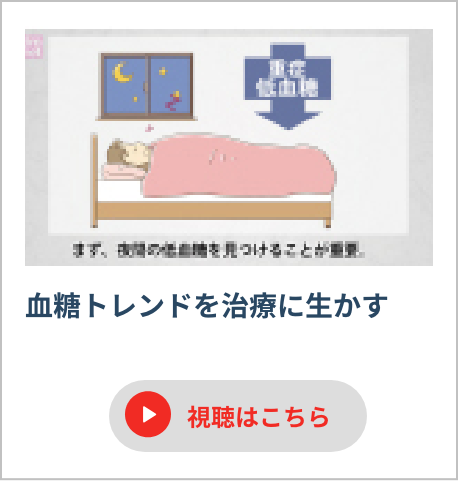 重症
低血糖
まず、夜間の低血糖を見つけることが重要。
血糖トレンドを治療に生かす
視聴はこちら